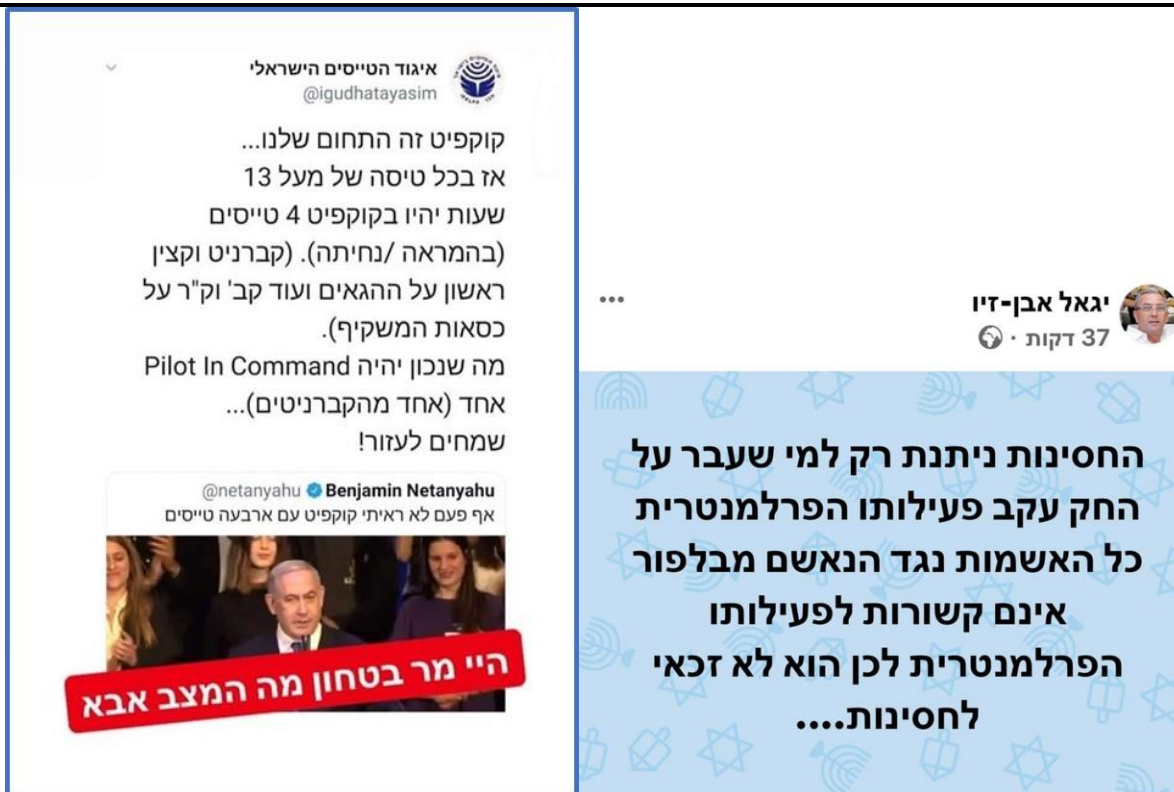 איגוד הטייסים הישראלי
@igudhatayasim
קוקפיט זה התחום שלנו...
אז בכל טיסה של מעל 13
שעות יהיו בקוקפיט 4 טייסים
(בהמראה /נחיתה). (קברניט וקצין
ראשון על ההגאים ועוד קב' וק"ר על
כסאות המשקיף).
מה שנכון יהיה Pilot In Command
אחד (אחד מהקברניטים)...
שמחים לעזור!
Benjamin Netanyahu @netanyahu
אף פעם לא ראיתי קוקפיט עם ארבעה טייסים
היי מר בטחון מה המצב אבא
יגאל אבן-זיו
37 דקות ·
החסינות ניתנת רק למי שעבר על
החק עקב פעילותו הפרלמנטרית
כל האשמות נגד הנאשם מבלפור
אינם קשורות לפעילותו
הפרלמנטרית לכן הוא לא זכאי
לחסינות....